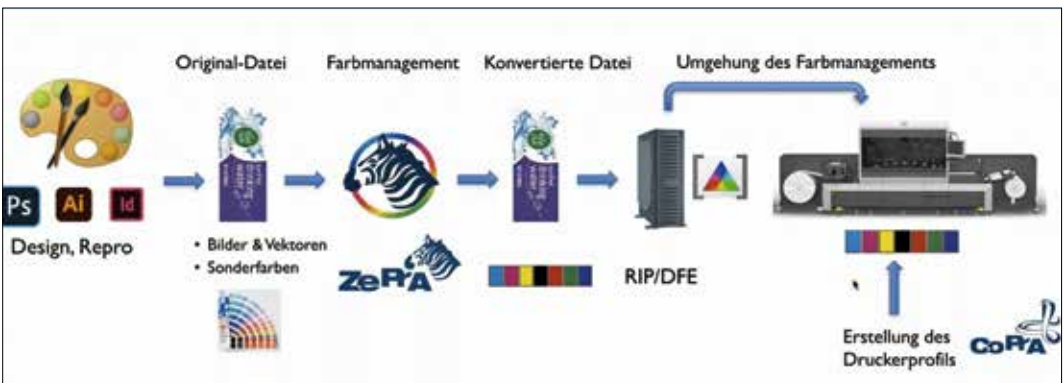 Original-Datei
Farbmanagement
Konvertierte Datei
Umgehung des Farbmanagements
Ps
Ai
Id
Design, Repro
• Bilder & Vektoren
• Sonderfarben
ZePrA
RIP/DFE
Erstellung des
Druckerprofils
CoPrA